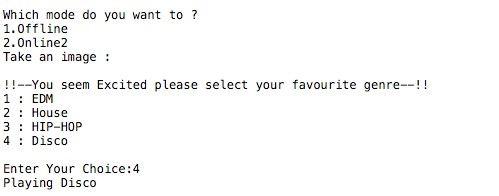 Which mode do you want to ?
1.Offline
2.Online2
Take an image :
!!--You seem Excited please select your favourite genre--!!
1 : EDM
2 : House
3 : HIP-HOP
4 : Disco
Enter Your Choice:4
Playing Disco